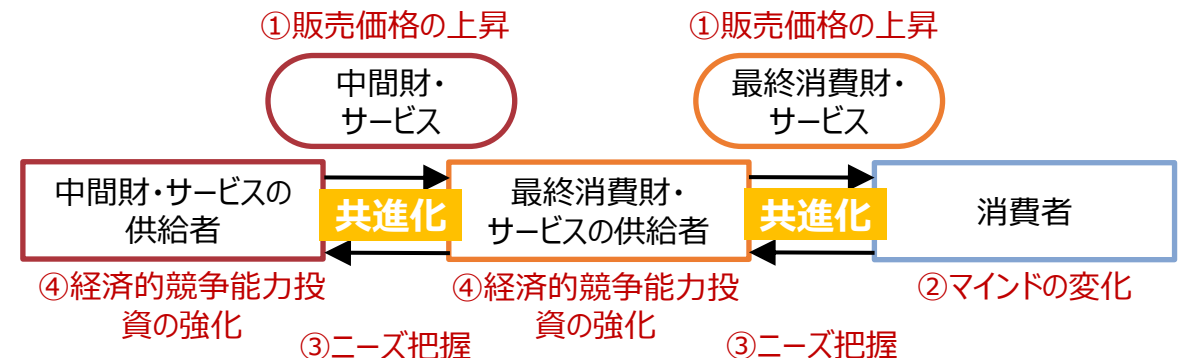 ①販売価格の上昇
①販売価格の上昇
中間財・
サービス
最終消費財・
サービス
中間財・サービスの
供給者
共進化
最終消費財・
サービスの供給者
共進化
消費者
④経済的競争能力投
資の強化
④経済的競争能力投
資の強化
②マインドの変化
③ニーズ把握
③ニーズ把握